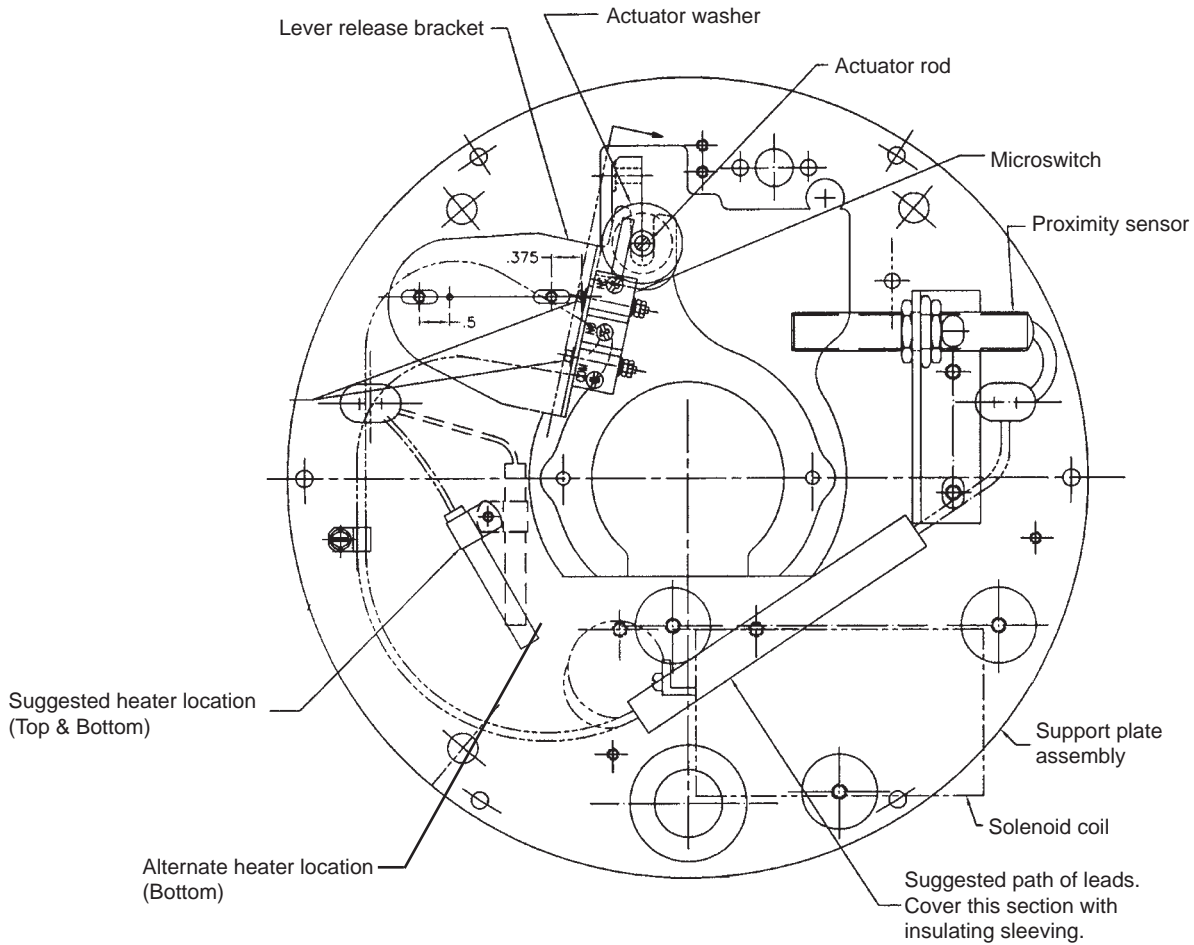 Actuator washer
Lever release bracket
Actuator rod
Microswitch
Proximity sensor
.375
.5
Suggested heater location
(Top & Bottom)
Support plate
assembly
Solenoid coil
Alternate heater location
(Bottom)
Suggested path of leads.
Cover this section with
insulating sleeving.